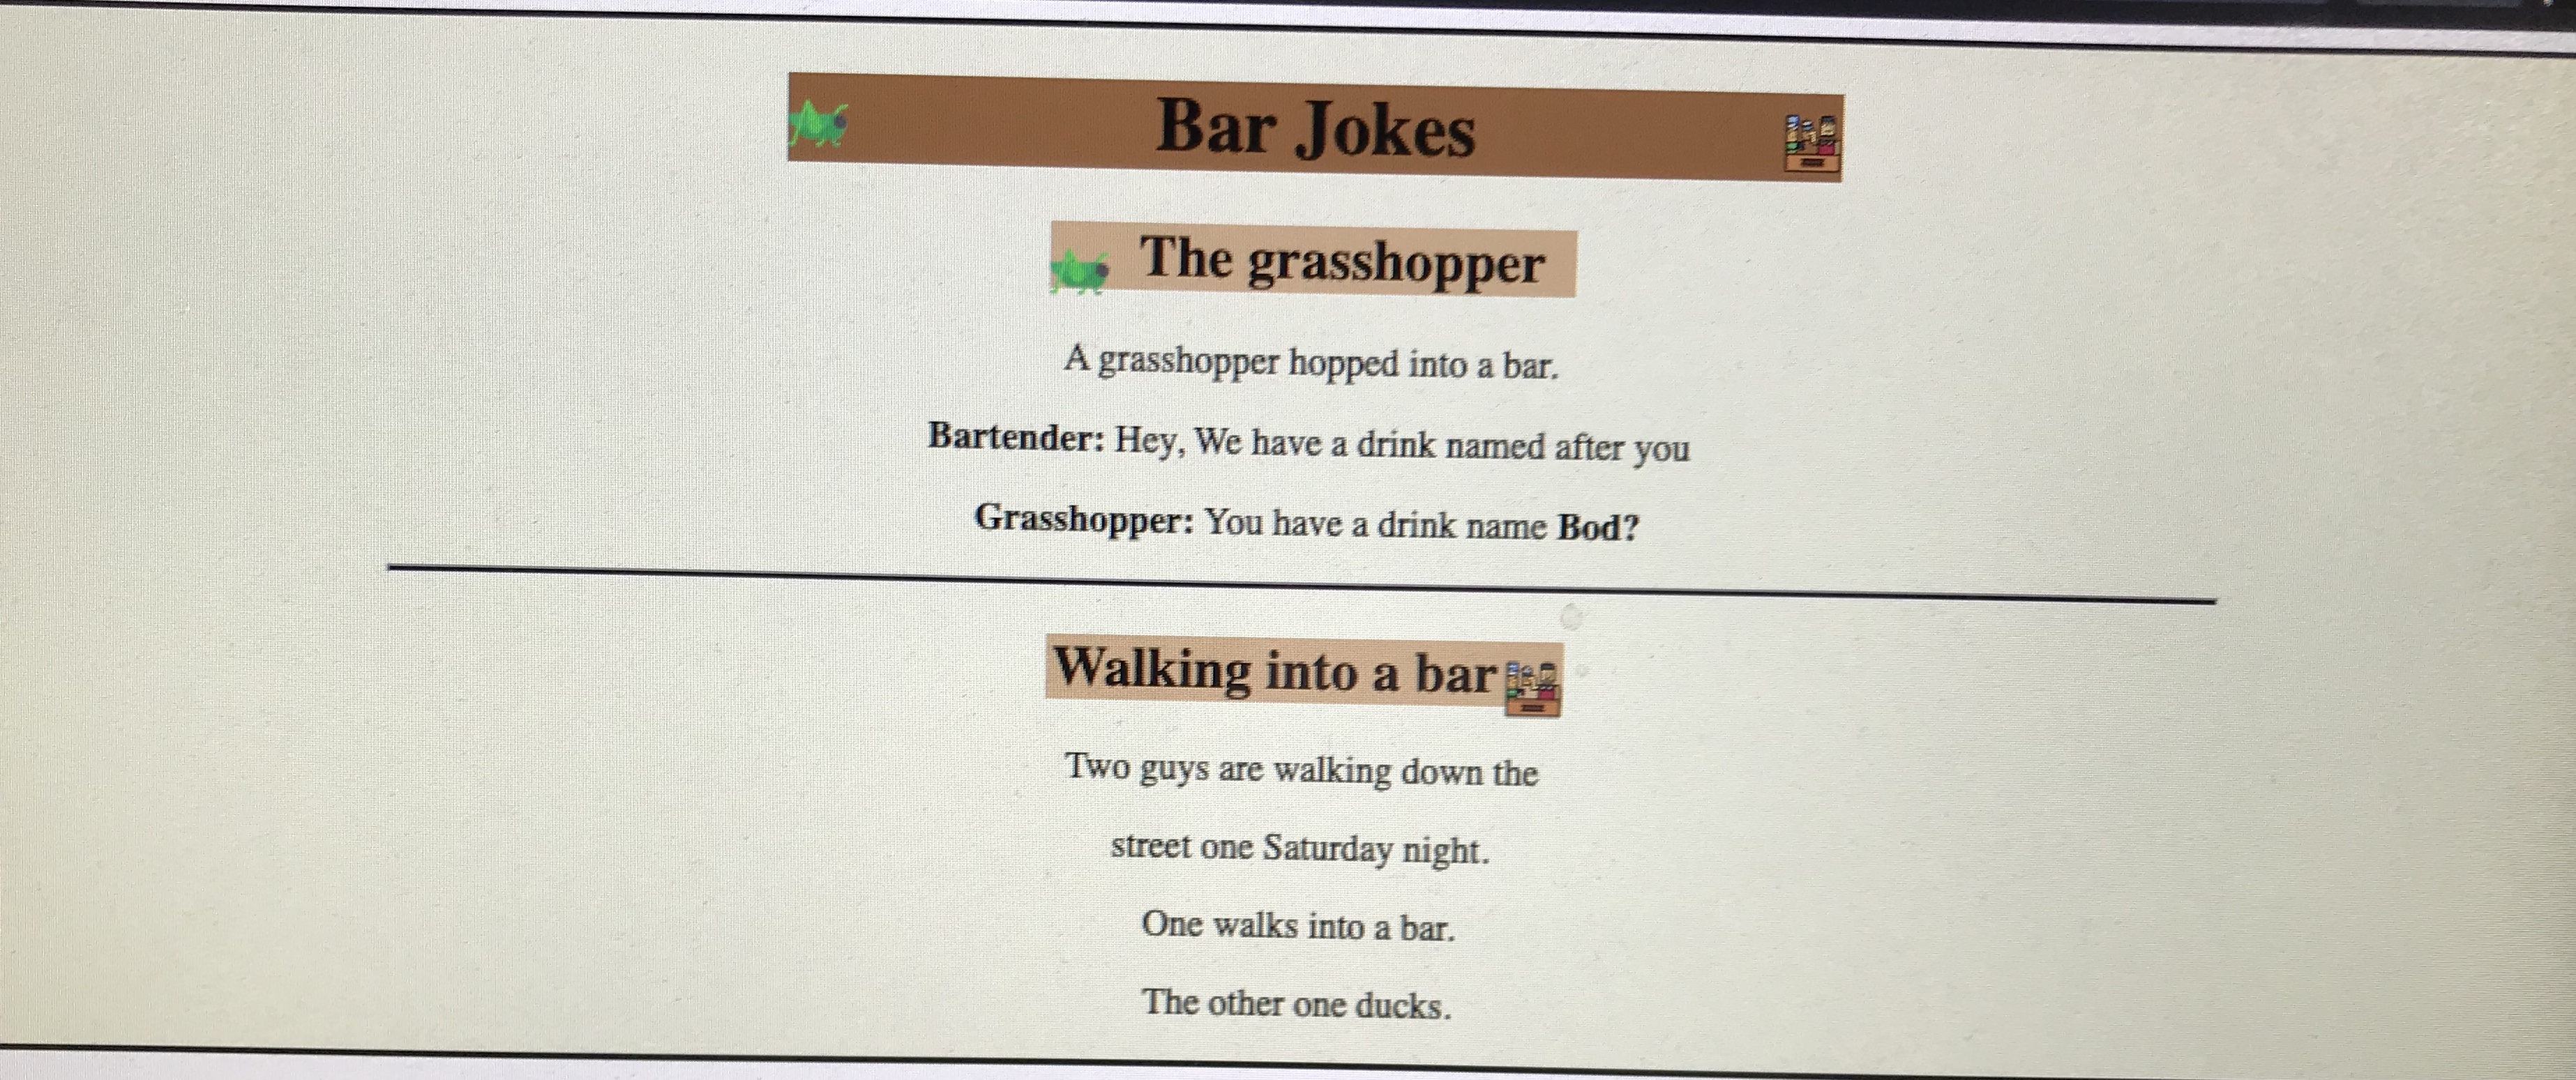 Bar Jokes
The grasshopper
A grasshopper hopped into a bar.
Bartender: Hey, We have a drink named after you
Grasshopper: You have a drink name Bod?
Walking into a bar
Two guys are walking down the
street one Saturday night.
One walks into a bar.
The other one ducks.